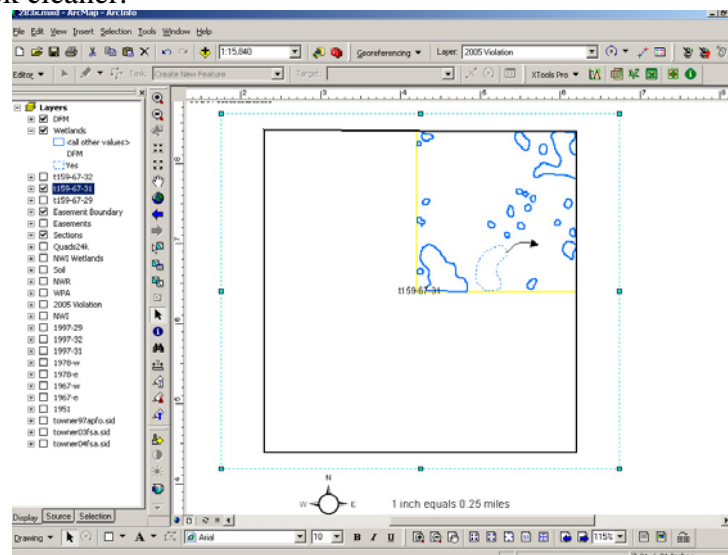 k cleaner.
z83k.mxd - ArcMap - ArcInfo
File Edit View Insert Selection Tools Window Help
1:15,840 Georeferencing Layer: 2005 Violation
Editor Task: Create New Feature Target: XTools Pro
Layers
DFM
Wetlands
<all other values>
DFM
Yes
t159-67-32
t159-67-31
t159-67-29
Easement Boundary
Easements
Sections
Quads24k
NWI Wetlands
Soil
NWR
WPA
2005 Violation
NWI
1997-29
1997-32
1997-31
1978-w
1978-e
1967-w
1967-e
1951
towner97apfo.sid
towner03fsa.sid
towner04fsa.sid
t159-67-31
N
W E
1 inch equals 0.25 miles
Display Source Selection
Drawing Arial 10 B I U 115%